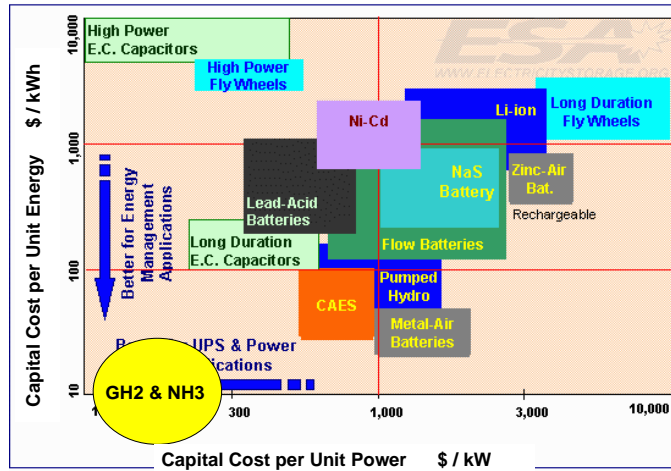 Capital Cost per Unit Energy $ / kWh
10,000
1,000
100
10
High Power
E.C. Capacitors
High Power
Fly Wheels
ESA
WWW.ELECTRICITYSTORAGE.ORG
Long Duration
Fly Wheels
Li-ion
Ni-Cd
NaS
Battery
Zinc-Air
Bat.
Rechargeable
Lead-Acid
Batteries
Flow Batteries
Better for Energy
Management
Applications
Long Duration
E.C. Capacitors
Pumped
Hydro
CAES
Metal-Air
Batteries
UPS & Power
GH2 & NH3
300
1,000
3,000
10,000
Capital Cost per Unit Power $ / kW